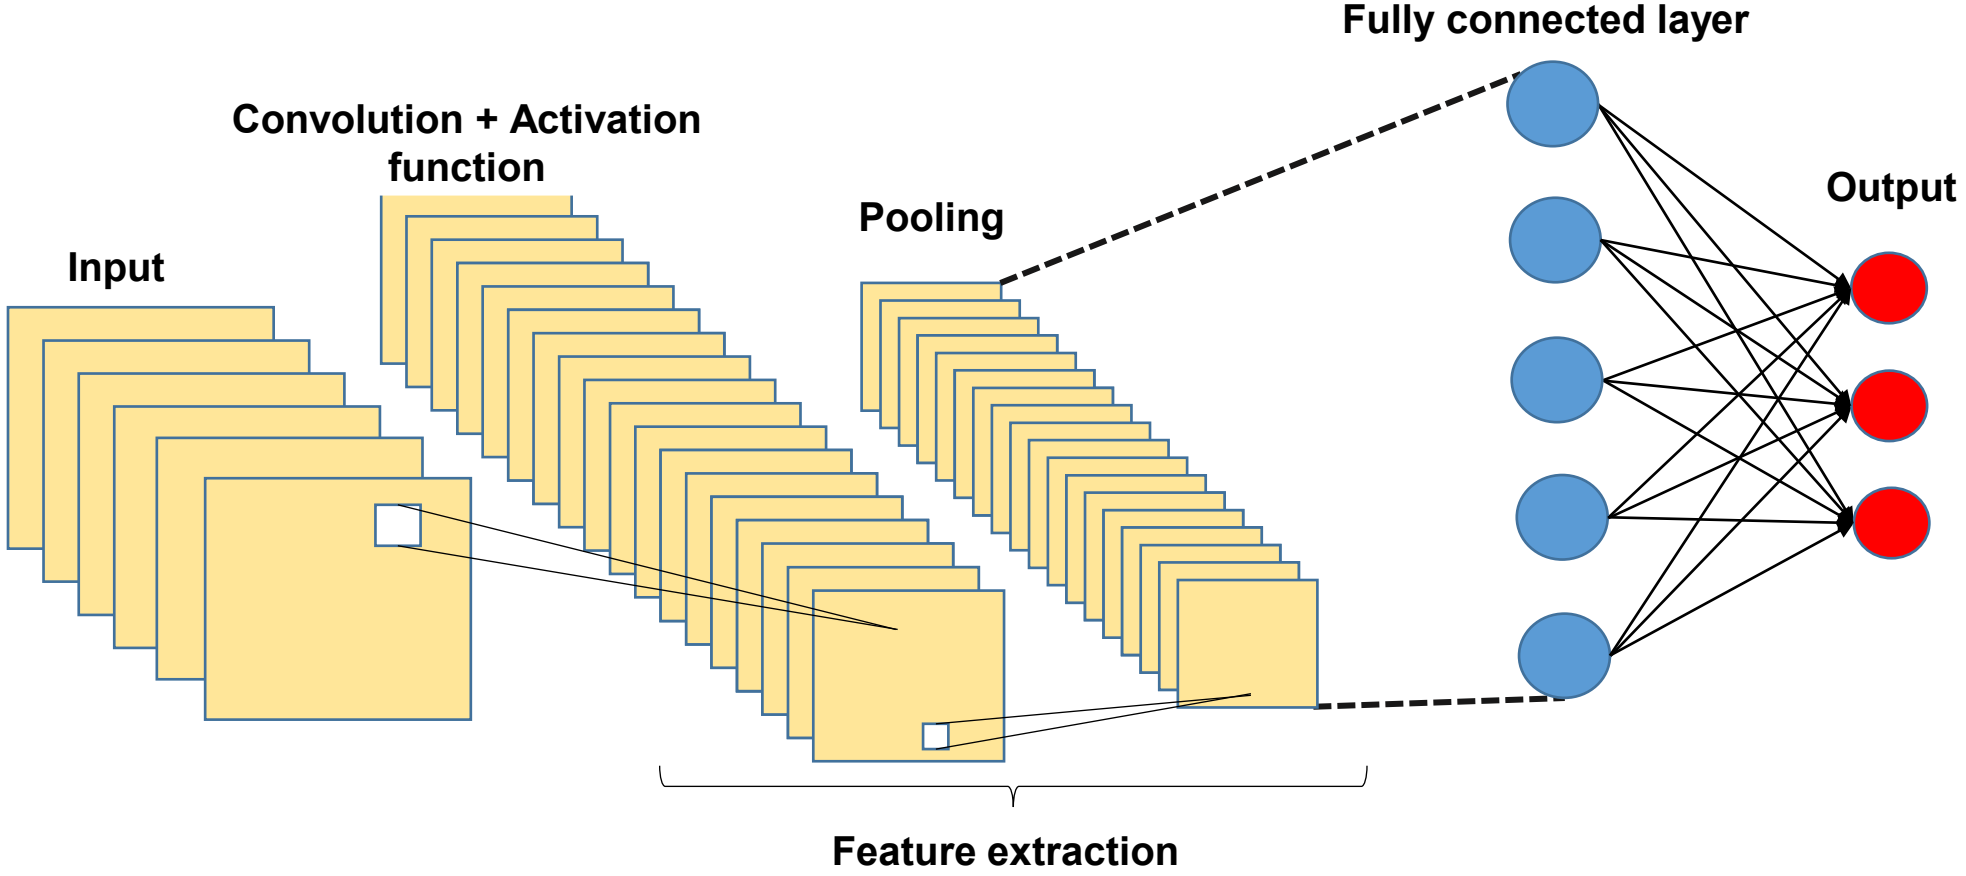 Fully connected layer
Convolution + Activation
function
Output
Pooling
Input
Feature extraction